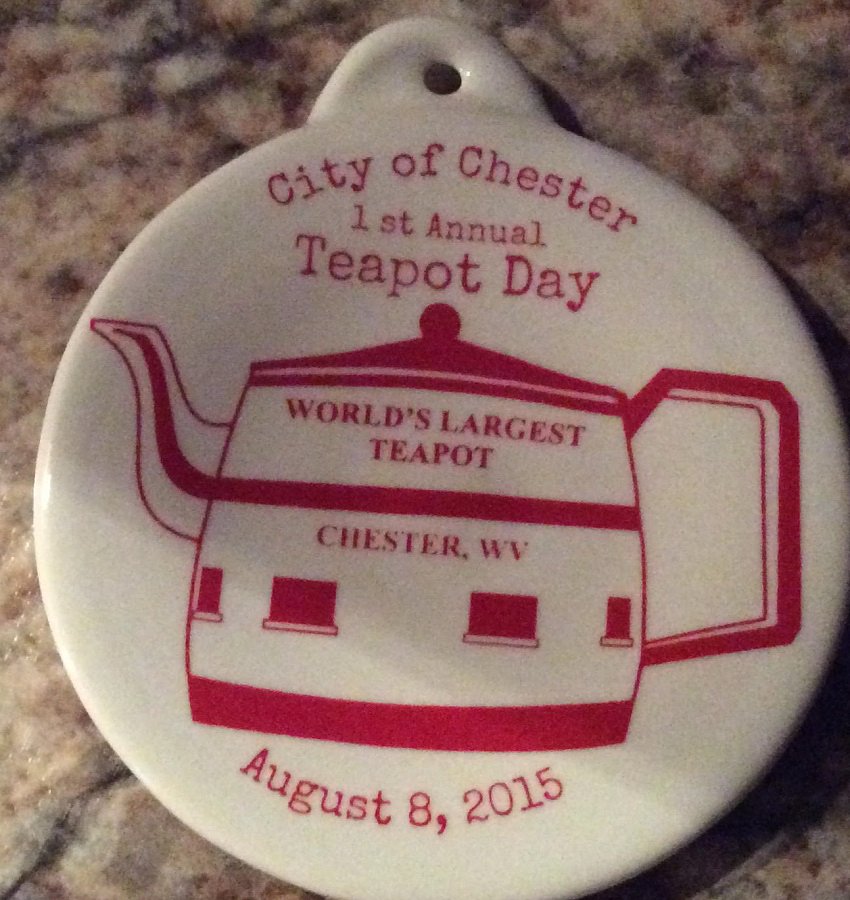 City of Chester
1st Annual
Teapot Day
WORLD'S LARGEST
TEAPOT
CHESTER, WV
August 8, 2015